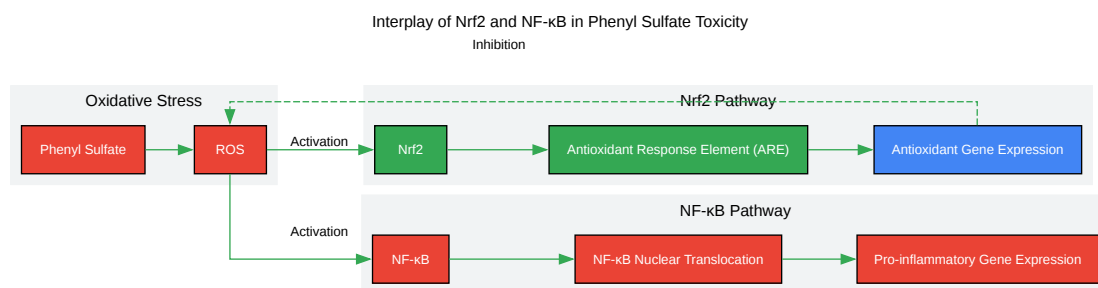 Interplay of Nrf2 and NF-κB in Phenyl Sulfate Toxicity
Inhibition
Oxidative Stress
Nrf2 Pathway
Phenyl Sulfate
ROS
Activation
Nrf2
Antioxidant Response Element (ARE)
Antioxidant Gene Expression
NF-κB Pathway
Activation
NF-κB
NF-κB Nuclear Translocation
Pro-inflammatory Gene Expression